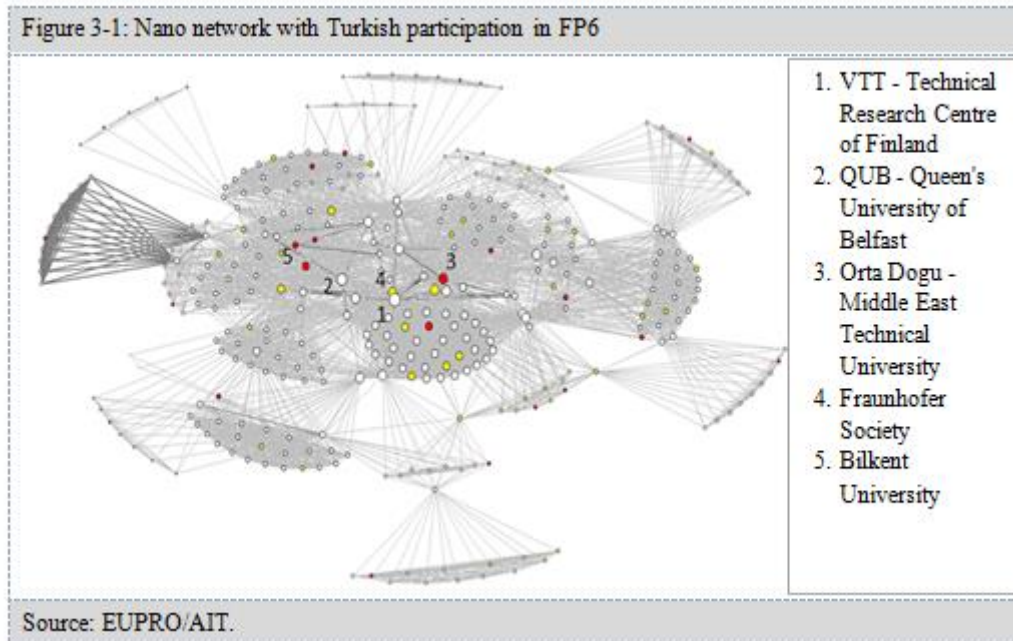 Figure 3-1: Nano network with Turkish participation in FP6
1. VTT - Technical
Research Centre
of Finland
2. QUB - Queen's
University of
Belfast
3. Orta Dogu -
Middle East
Technical
University
4. Fraunhofer
Society
5. Bilkent
University
5
3
4
2
1
Source: EUPRO/AIT.